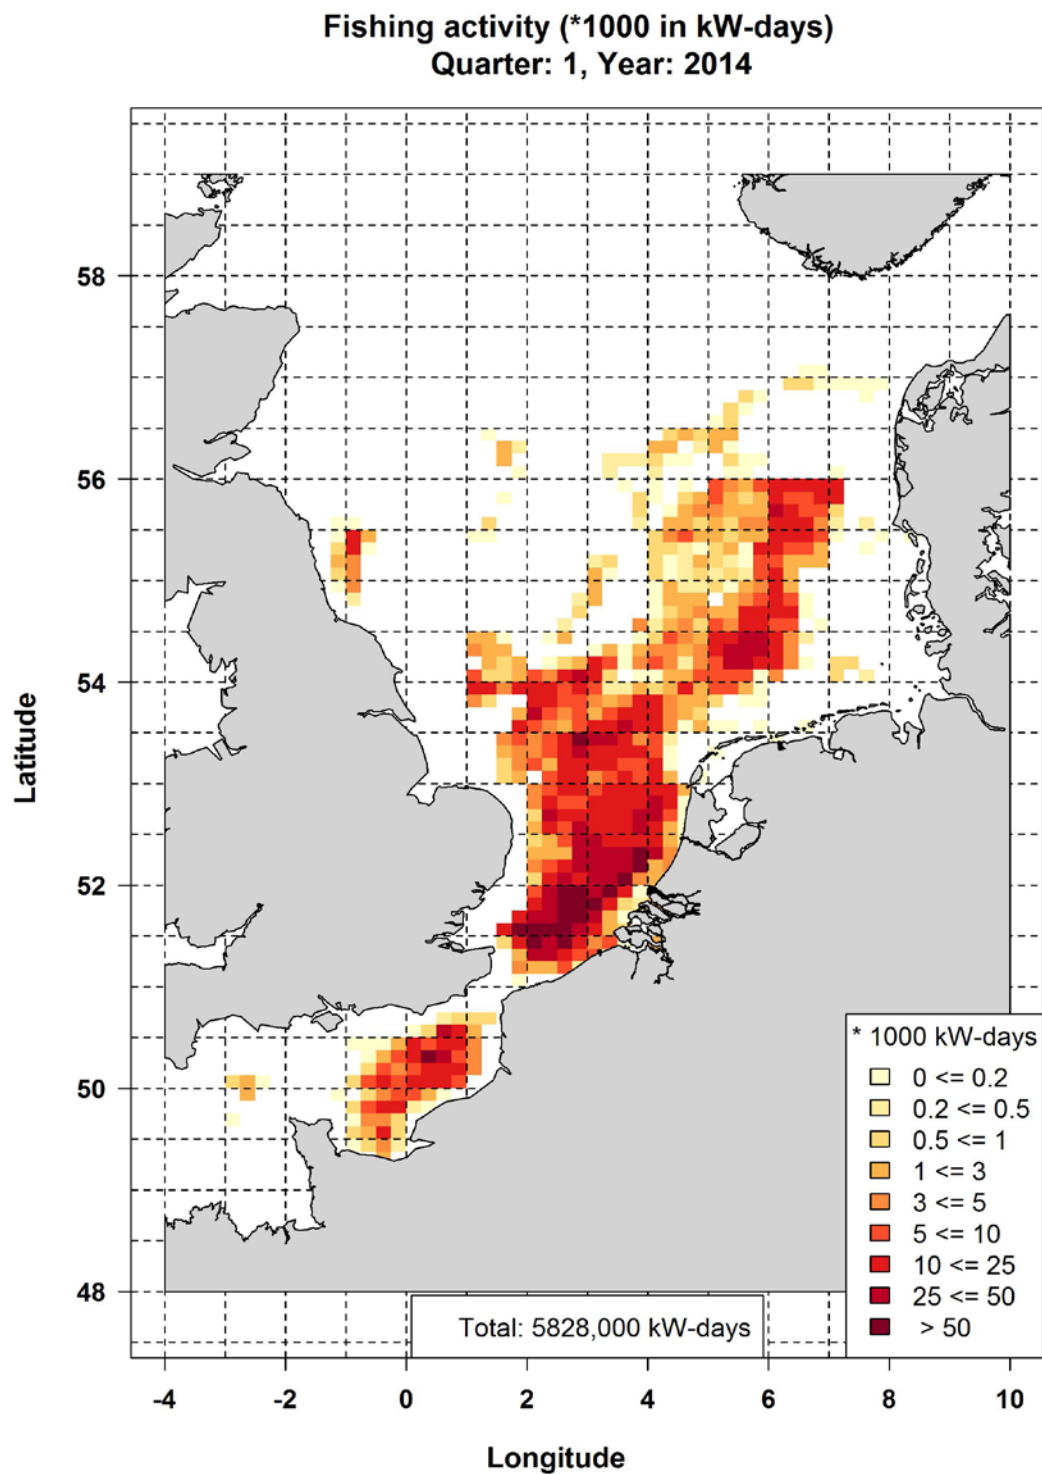 Fishing activity (*1000 in kW-days)
Quarter: 1, Year: 2014
Latitude
58
56
54
52
50
48
* 1000 kW-days
0 <= 0.2
0.2 <= 0.5
0.5 <= 1
1 <= 3
3 <= 5
5 <= 10
10 <= 25
25 <= 50
> 50
Total: 5828,000 kW-days
-4 -2 0 2 4 6 8 10
Longitude